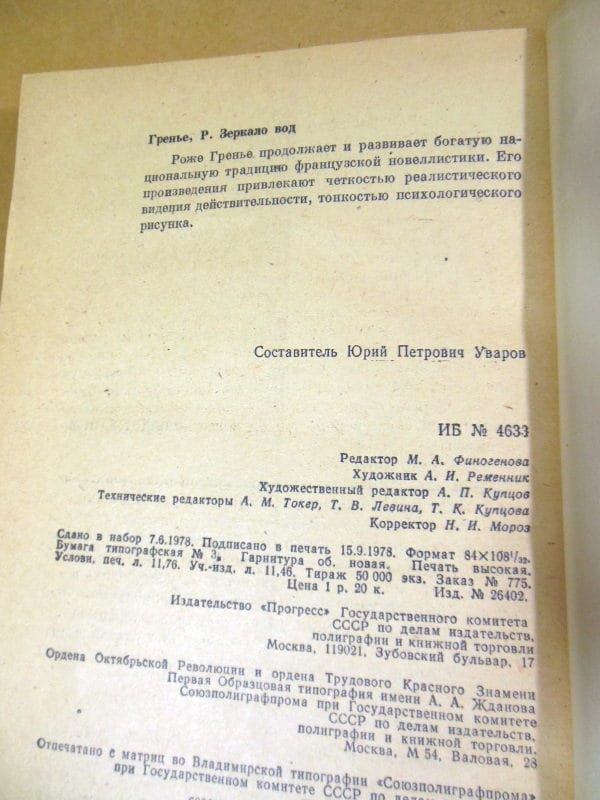 Гренье, Р. Зеркало вод
Роже Гренье продолжает и развивает богатую на-
циональную традицию французской новеллистики. Его
произведения привлекают четкостью реалистического
видения действительности, тонкостью психологического
рисунка.
Составитель Юрий Петрович Уваров
ИБ № 4633
Редактор М. А. Финогенова
Художник А. И. Ременник
Художественный редактор А. П. Купцов
Технические редакторы А. М. Токер, Т. В. Левина, Т. К. Купцова
Корректор Н. И. Мороз
Сдано в набор 7.6.1978. Подписано в печать 15.9.1978. Формат 84×108¹/₃₂.
Бумага типографская № 3. Гарнитура об. новая. Печать высокая.
Услови. печ. л. 11,76. Уч.-изд. л. 11,46. Тираж 50 000 экз. Заказ № 775.
Цена 1 р. 20 к. Изд. № 26402.
Издательство «Прогресс» Государственного комитета
СССР по делам издательств,
полиграфии и книжной торговли
Москва, 119021, Зубовский бульвар, 17
Ордена Октябрьской Революции и ордена Трудового Красного Знамени
Первая Образцовая типография имени А. А. Жданова
Союзполиграфпрома при Государственном комитете
СССР по делам издательств,
полиграфии и книжной торговли.
Москва, М 54, Валовая, 28
Отпечатано с матриц во Владимирской типографии «Союзполиграфпрома»
при Государственном комитете СССР по делам